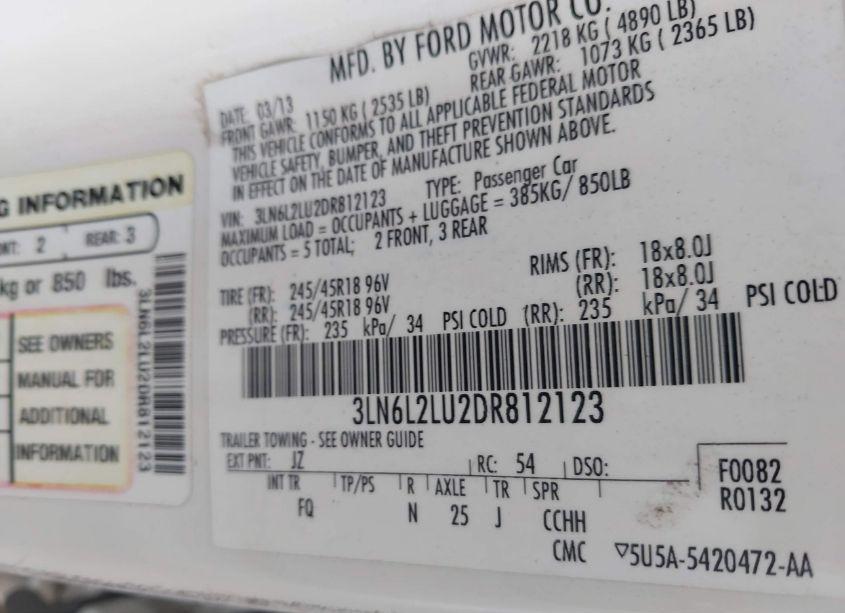 MFD. BY FORD MOTOR CO.
DATE: 03/13 GVWR: 2218 KG ( 4890 LB)
FRONT GAWR: 1150 KG ( 2535 LB) REAR GAWR: 1073 KG ( 2365 LB)
THIS VEHICLE CONFORMS TO ALL APPLICABLE FEDERAL MOTOR
VEHICLE SAFETY, BUMPER, AND THEFT PREVENTION STANDARDS
IN EFFECT ON THE DATE OF MANUFACTURE SHOWN ABOVE.
VIN: 3LN6L2LU2DR812123 TYPE: Passenger Car
MAXIMUM LOAD = OCCUPANTS + LUGGAGE = 385KG/ 850LB
OCCUPANTS = 5 TOTAL; 2 FRONT, 3 REAR
TIRE (FR): 245/45R18 96V RIMS (FR): 18x8.0J
(RR): 245/45R18 96V (RR): 18x8.0J
PRESSURE (FR): 235 kPa/ 34 PSI COLD (RR): 235 kPa/ 34 PSI COLD
3LN6L2LU2DR812123
TRAILER TOWING - SEE OWNER GUIDE
EXT PNT: JZ RC: 54 DSO:
F0082
R0132
INT TR TP/PS R AXLE TR SPR
FQ N 25 J CCHH
CMC ▽5U5A-5420472-AA
G INFORMATION
NT: 2 REAR: 3
kg or 850 lbs.
SEE OWNERS
MANUAL FOR
ADDITIONAL
INFORMATION
3LN6L2LU2DR812123